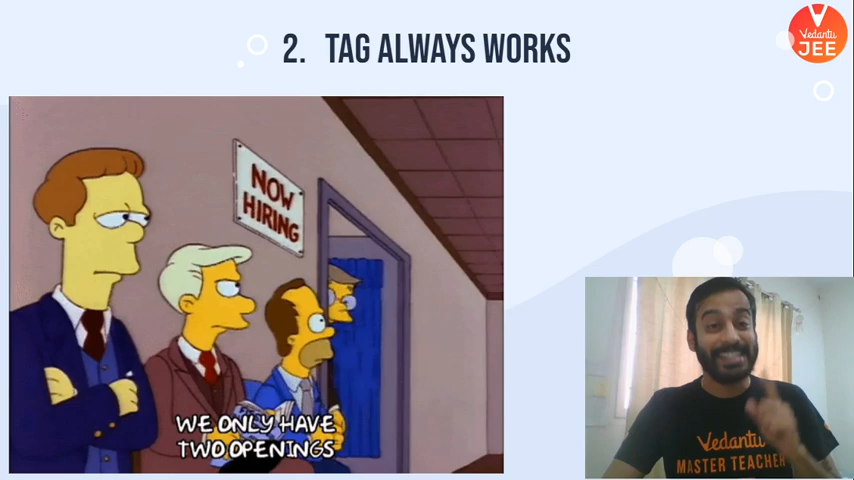 2. TAG ALWAYS WORKS
Vedantu
JEE
NOW
HIRING
WE ONLY HAVE
TWO OPENINGS
Vedantu
MASTER TEACHER